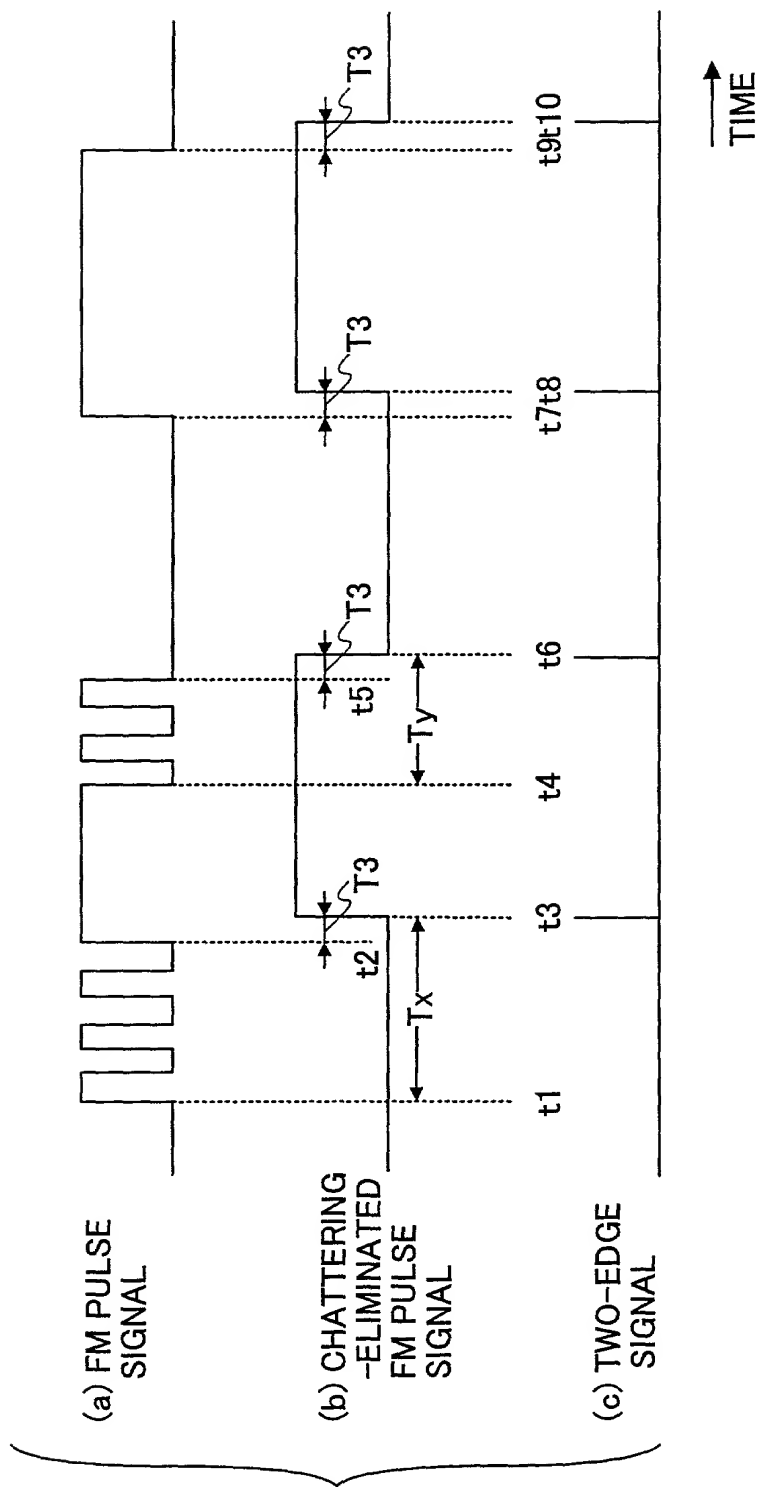 (a) FM PULSE
SIGNAL
(b) CHATTERING
-ELIMINATED
FM PULSE
SIGNAL
T3
T3
T3
T3
t2
t5
Tx
Ty
t1
t3
t4
t6
t7t8
t9t10
(c) TWO-EDGE
SIGNAL
TIME